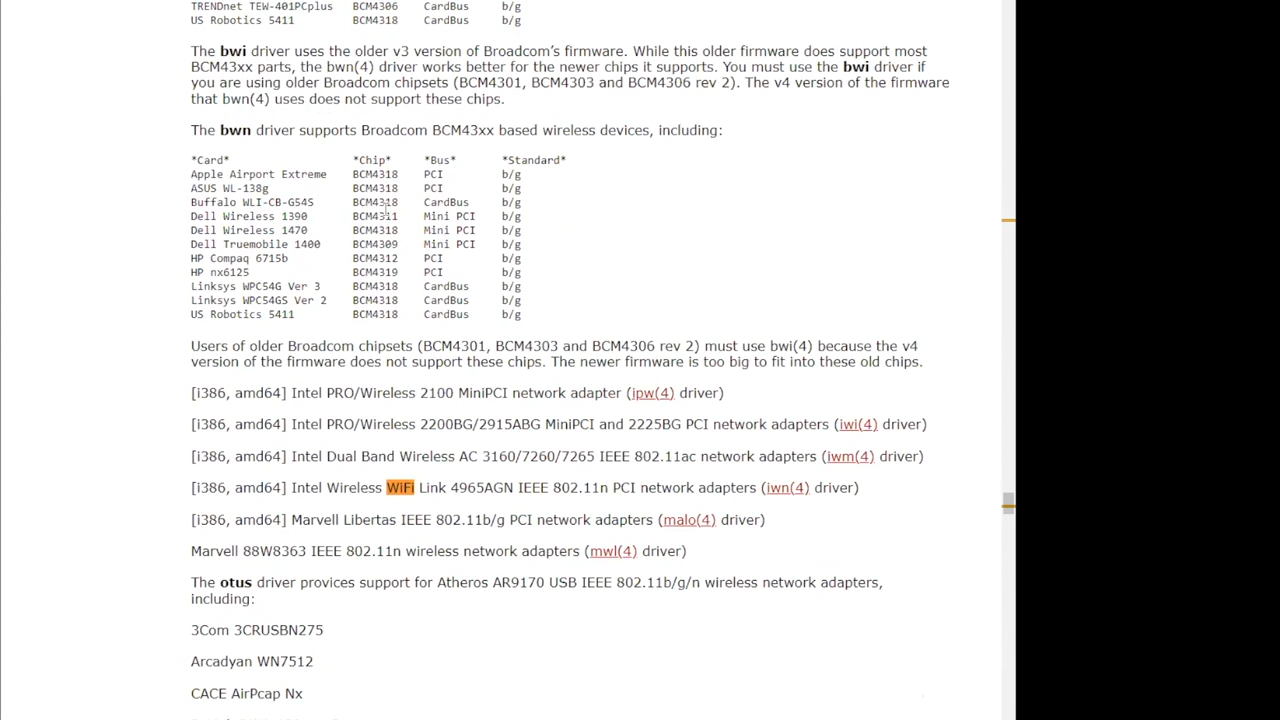 TRENDnet TEW-401PCplus BCM4306 CardBus b/g
US Robotics 5411 BCM4318 CardBus b/g
The bwi driver uses the older v3 version of Broadcom’s firmware. While this older firmware does support most
BCM43xx parts, the bwn(4) driver works better for the newer chips it supports. You must use the bwi driver if
you are using older Broadcom chipsets (BCM4301, BCM4303 and BCM4306 rev 2). The v4 version of the firmware
that bwn(4) uses does not support these chips.
The bwn driver supports Broadcom BCM43xx based wireless devices, including:
*Card* *Chip* *Bus* *Standard*
Apple Airport Extreme BCM4318 PCI b/g
ASUS WL-138g BCM4318 PCI b/g
Buffalo WLI-CB-G54S BCM4318 CardBus b/g
Dell Wireless 1390 BCM4311 Mini PCI b/g
Dell Wireless 1470 BCM4318 Mini PCI b/g
Dell Truemobile 1400 BCM4309 Mini PCI b/g
HP Compaq 6715b BCM4312 PCI b/g
HP nx6125 BCM4319 PCI b/g
Linksys WPC54G Ver 3 BCM4318 CardBus b/g
Linksys WPC54GS Ver 2 BCM4318 CardBus b/g
US Robotics 5411 BCM4318 CardBus b/g
Users of older Broadcom chipsets (BCM4301, BCM4303 and BCM4306 rev 2) must use bwi(4) because the v4
version of the firmware does not support these chips. The newer firmware is too big to fit into these old chips.
[i386, amd64] Intel PRO/Wireless 2100 MiniPCI network adapter (ipw(4) driver)
[i386, amd64] Intel PRO/Wireless 2200BG/2915ABG MiniPCI and 2225BG PCI network adapters (iwi(4) driver)
[i386, amd64] Intel Dual Band Wireless AC 3160/7260/7265 IEEE 802.11ac network adapters (iwm(4) driver)
[i386, amd64] Intel Wireless WiFi Link 4965AGN IEEE 802.11n PCI network adapters (iwn(4) driver)
[i386, amd64] Marvell Libertas IEEE 802.11b/g PCI network adapters (malo(4) driver)
Marvell 88W8363 IEEE 802.11n wireless network adapters (mwl(4) driver)
The otus driver provices support for Atheros AR9170 USB IEEE 802.11b/g/n wireless network adapters,
including:
3Com 3CRUSBN275
Arcadyan WN7512
CACE AirPcap Nx